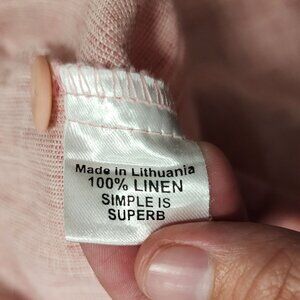 Made in Lithuania
100% LINEN
SIMPLE IS
SUPERB